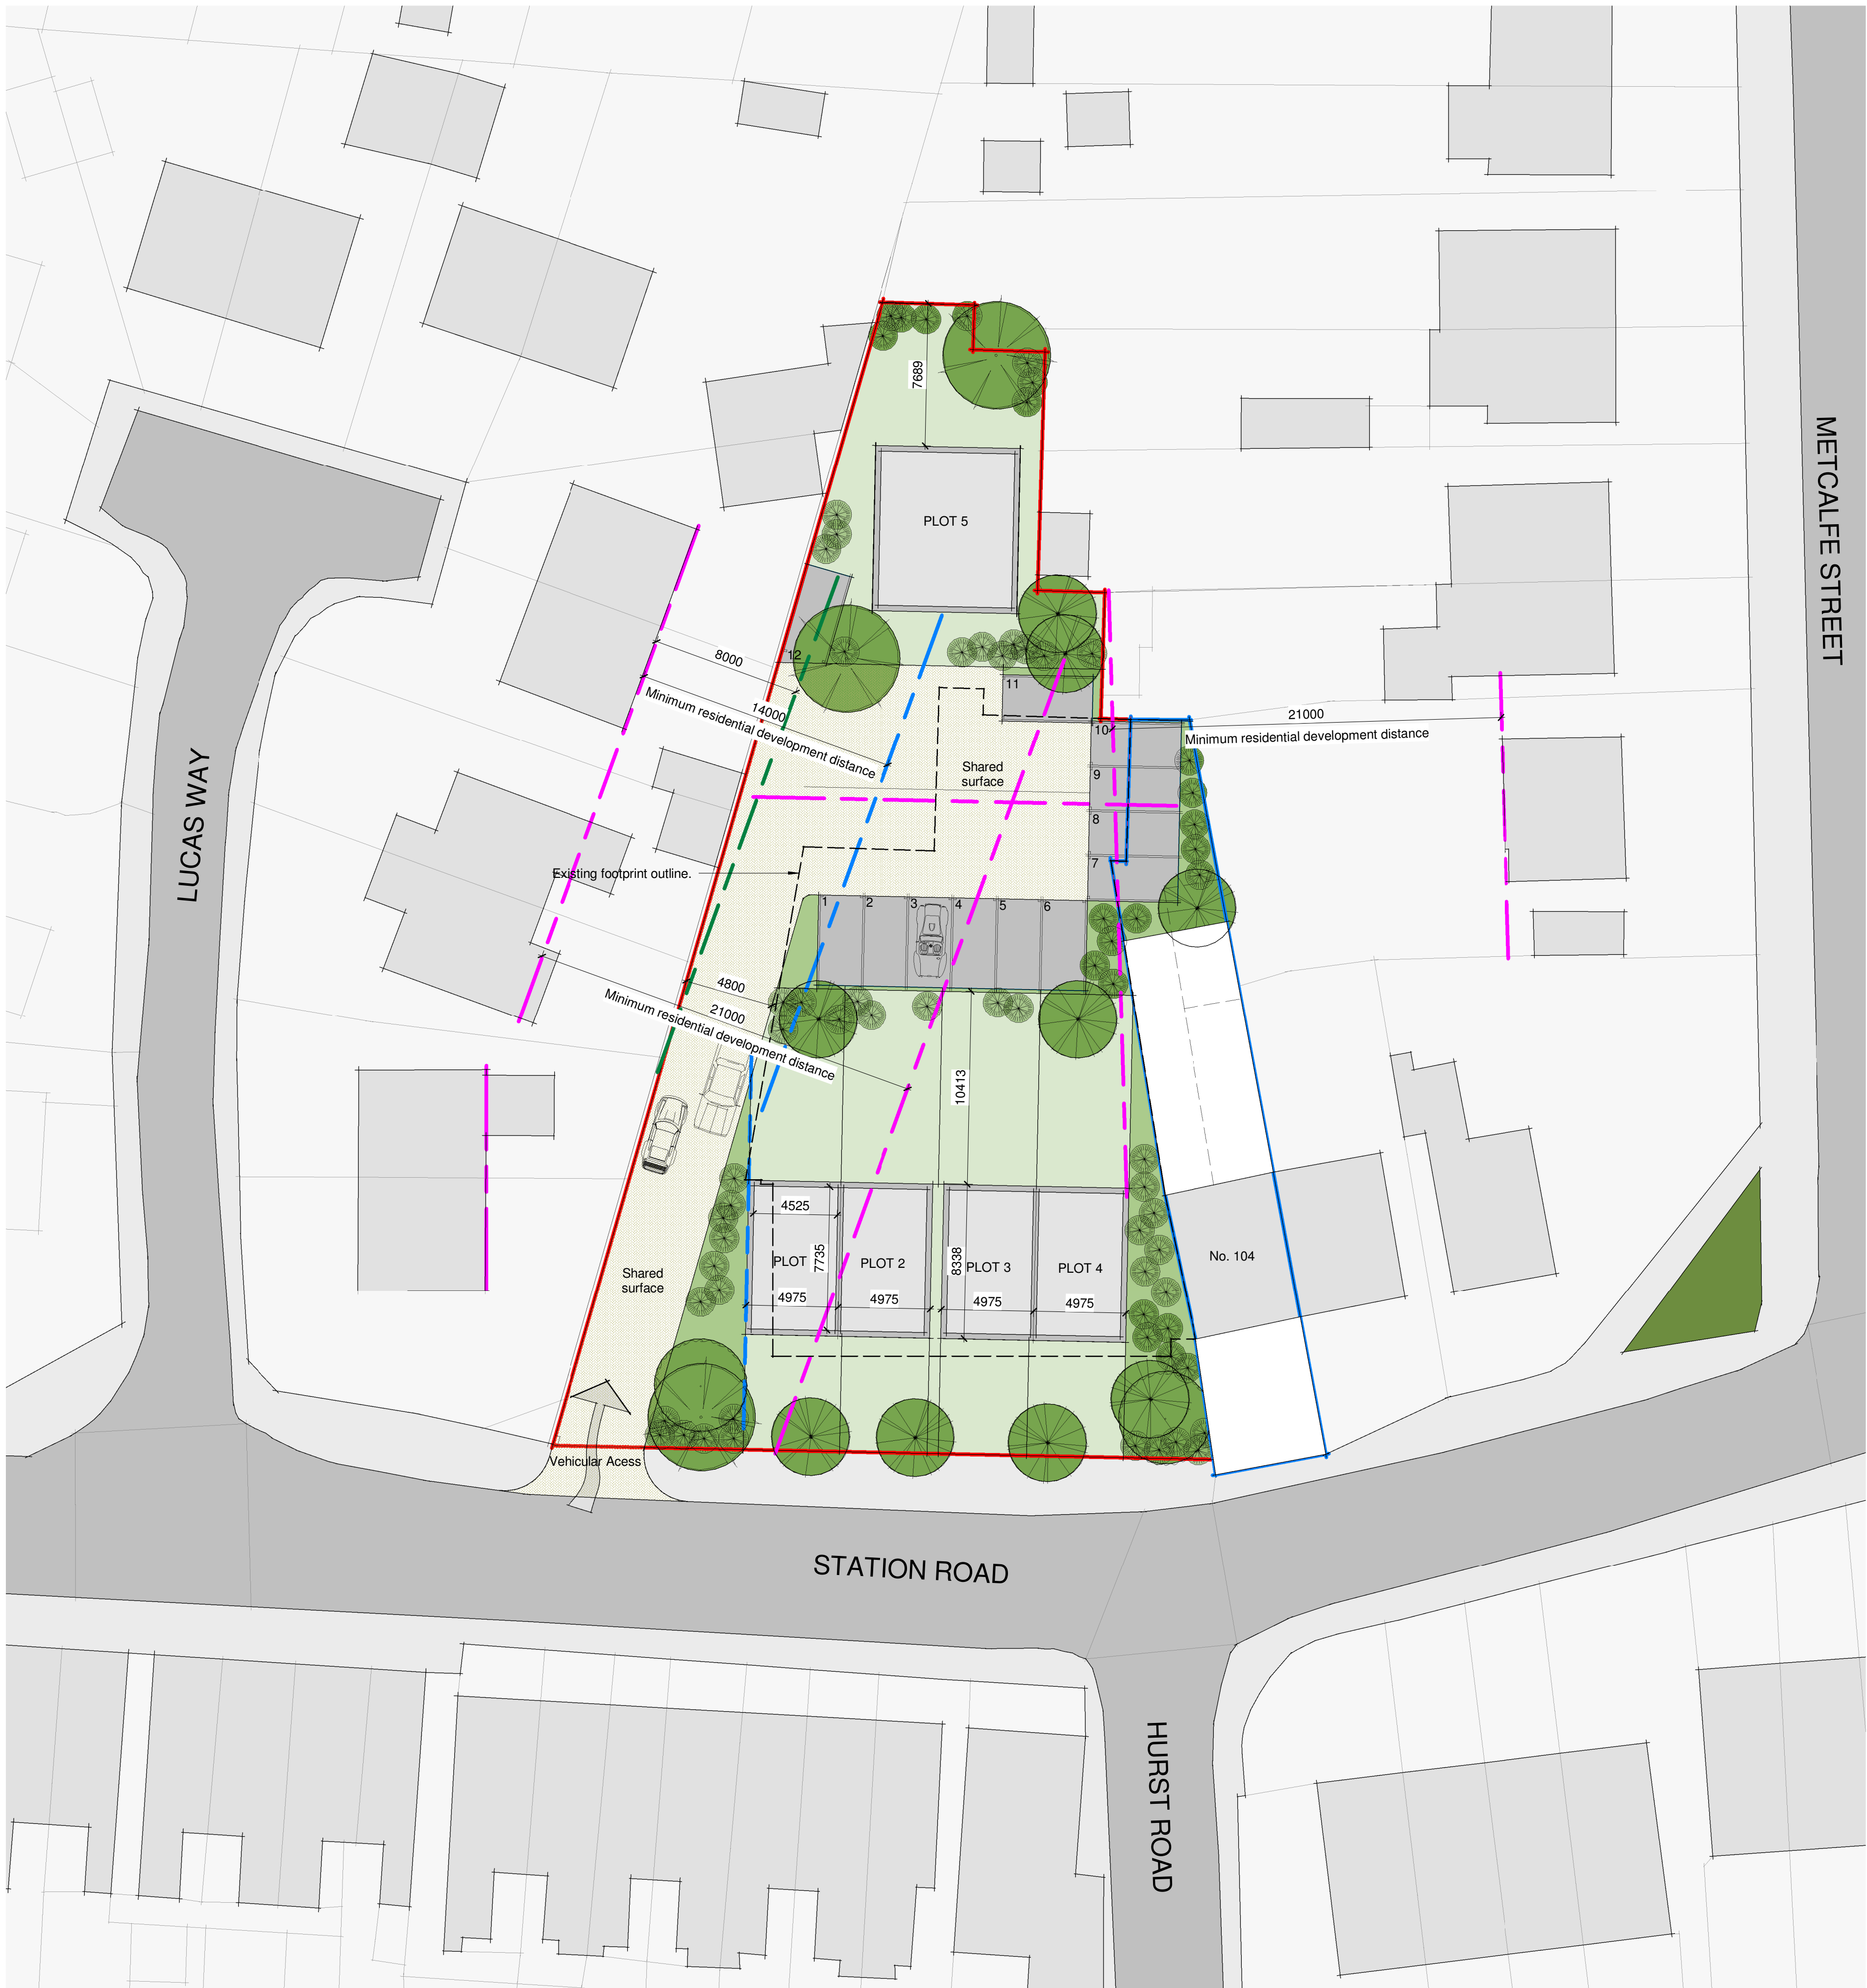 7689
PLOT 5
METCALFE STREET
8000
12
11
14000
Minimum residential development distance
21000
Minimum residential development distance
10
9
8
7
Shared
surface
LUCAS WAY
Existing footprint outline.
1
2
3
4
5
6
4800
21000
Minimum residential development distance
10413
4525
PLOT
7735
PLOT 2
8338
PLOT 3
PLOT 4
No. 104
4975
4975
4975
4975
Shared
surface
Vehicular Acess
STATION ROAD
HURST ROAD